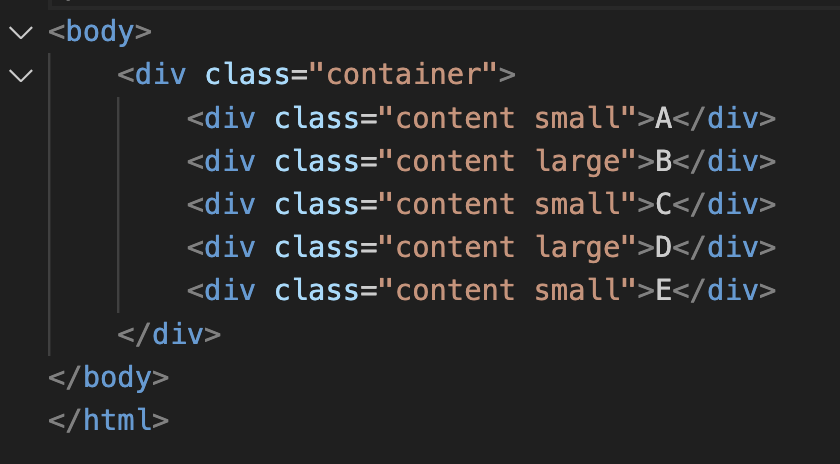 <body>
<div class="container">
<div class="content small">A</div>
<div class="content large">B</div>
<div class="content small">C</div>
<div class="content large">D</div>
<div class="content small">E</div>
</div>
</body>
</html>